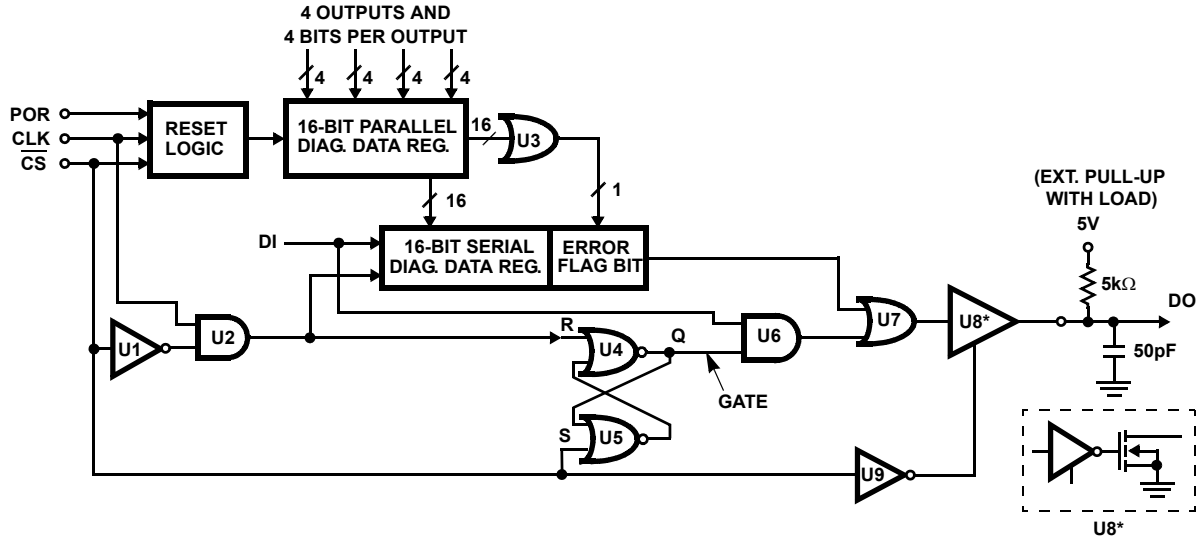 4 OUTPUTS AND
4 BITS PER OUTPUT
4
4
4
4
POR
CLK
CS
RESET
LOGIC
16-BIT PARALLEL
DIAG. DATA REG.
16
U3
16
1
(EXT. PULL-UP
WITH LOAD)
5V
5kΩ
DO
50pF
DI
16-BIT SERIAL
DIAG. DATA REG.
ERROR
FLAG BIT
U1
U2
R
U4
Q
U6
U7
U8*
GATE
S
U5
U9
U8*